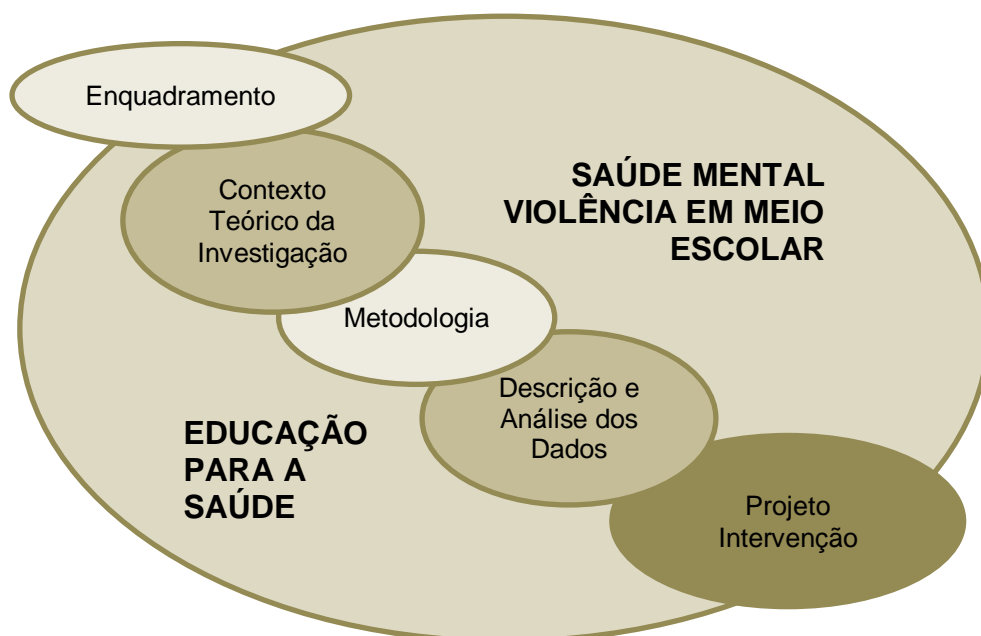 Enquadramento
Contexto
Teórico da
Investigação
SAÚDE MENTAL
VIOLÊNCIA EM MEIO
ESCOLAR
Metodologia
Descrição e
Análise dos
Dados
EDUCAÇÃO
PARA A
SAÚDE
Projeto
Intervenção